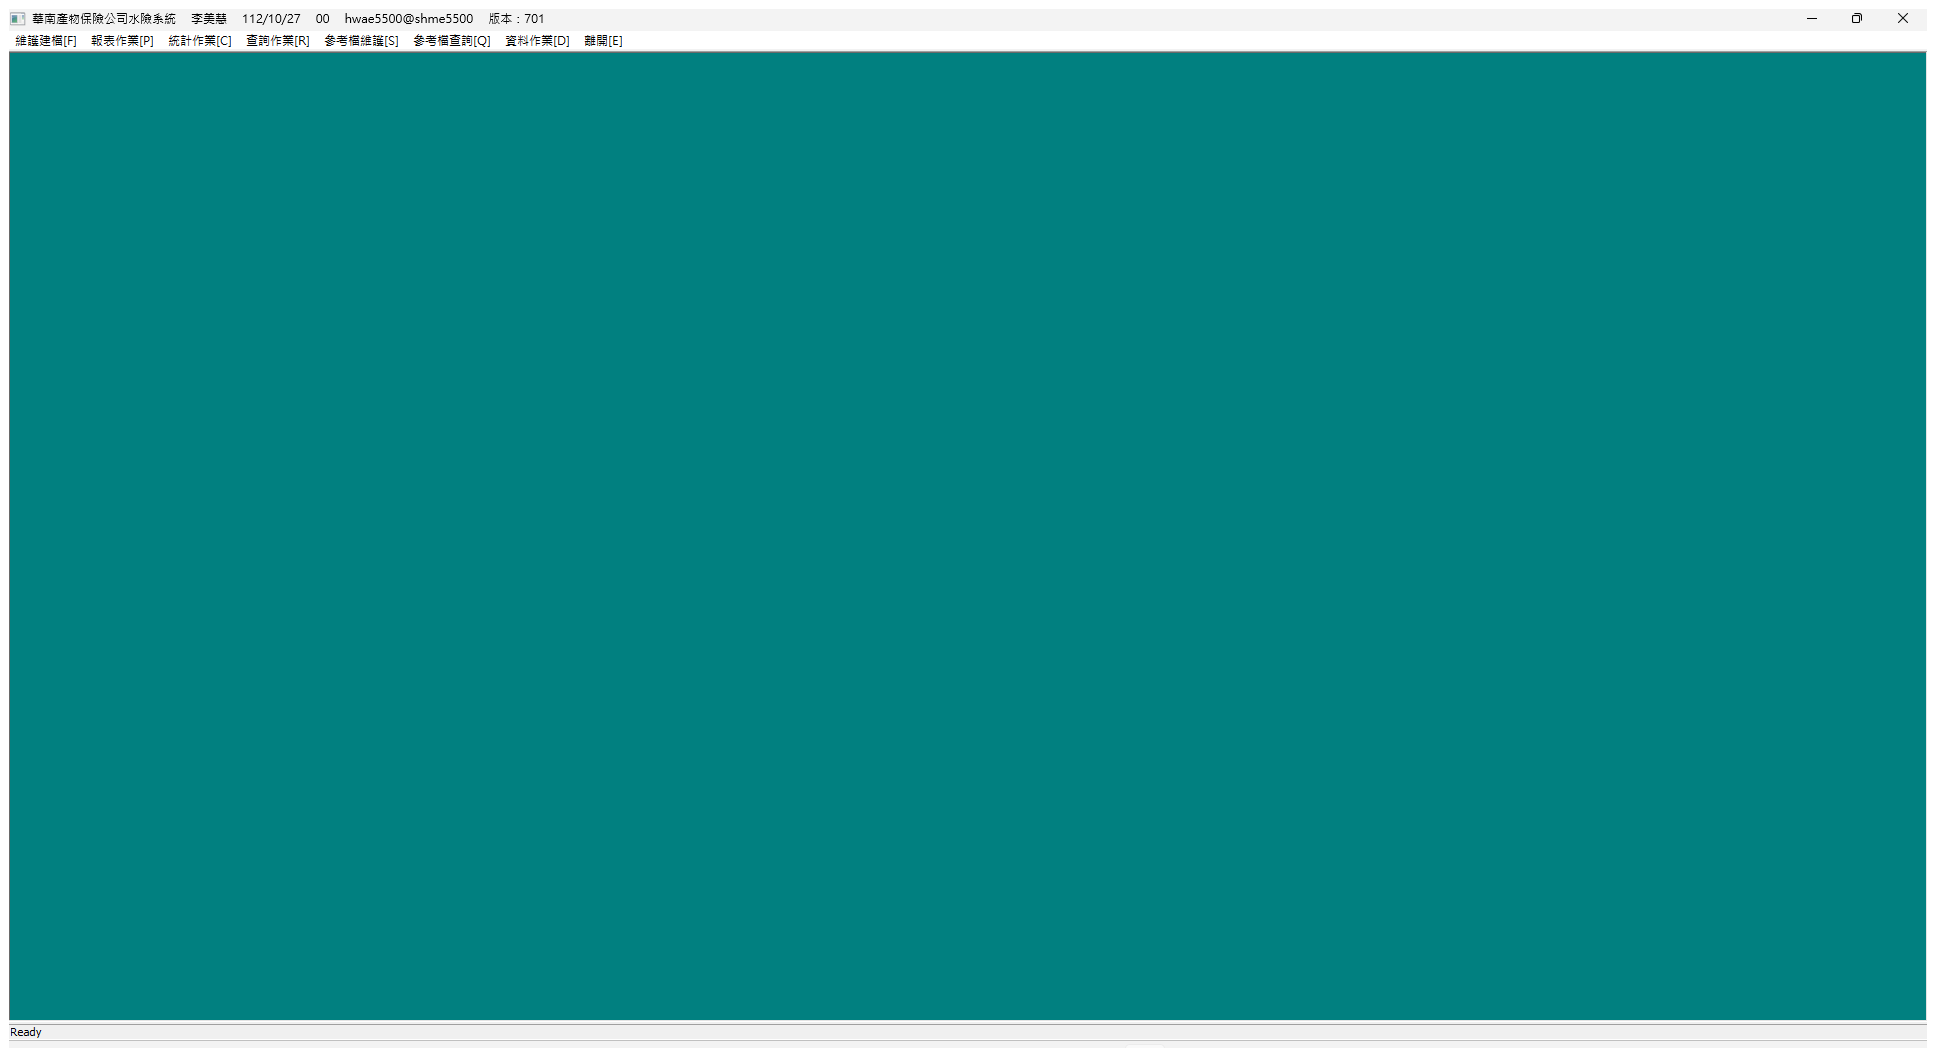 華南產物保險公司水險系統 李美慧 112/10/27 00 hwae5500@shme5500 版本：701
維護建檔[F] 報表作業[P] 統計作業[C] 查詢作業[R] 參考檔維護[S] 參考檔查詢[Q] 資料作業[D] 離開[E]
Ready